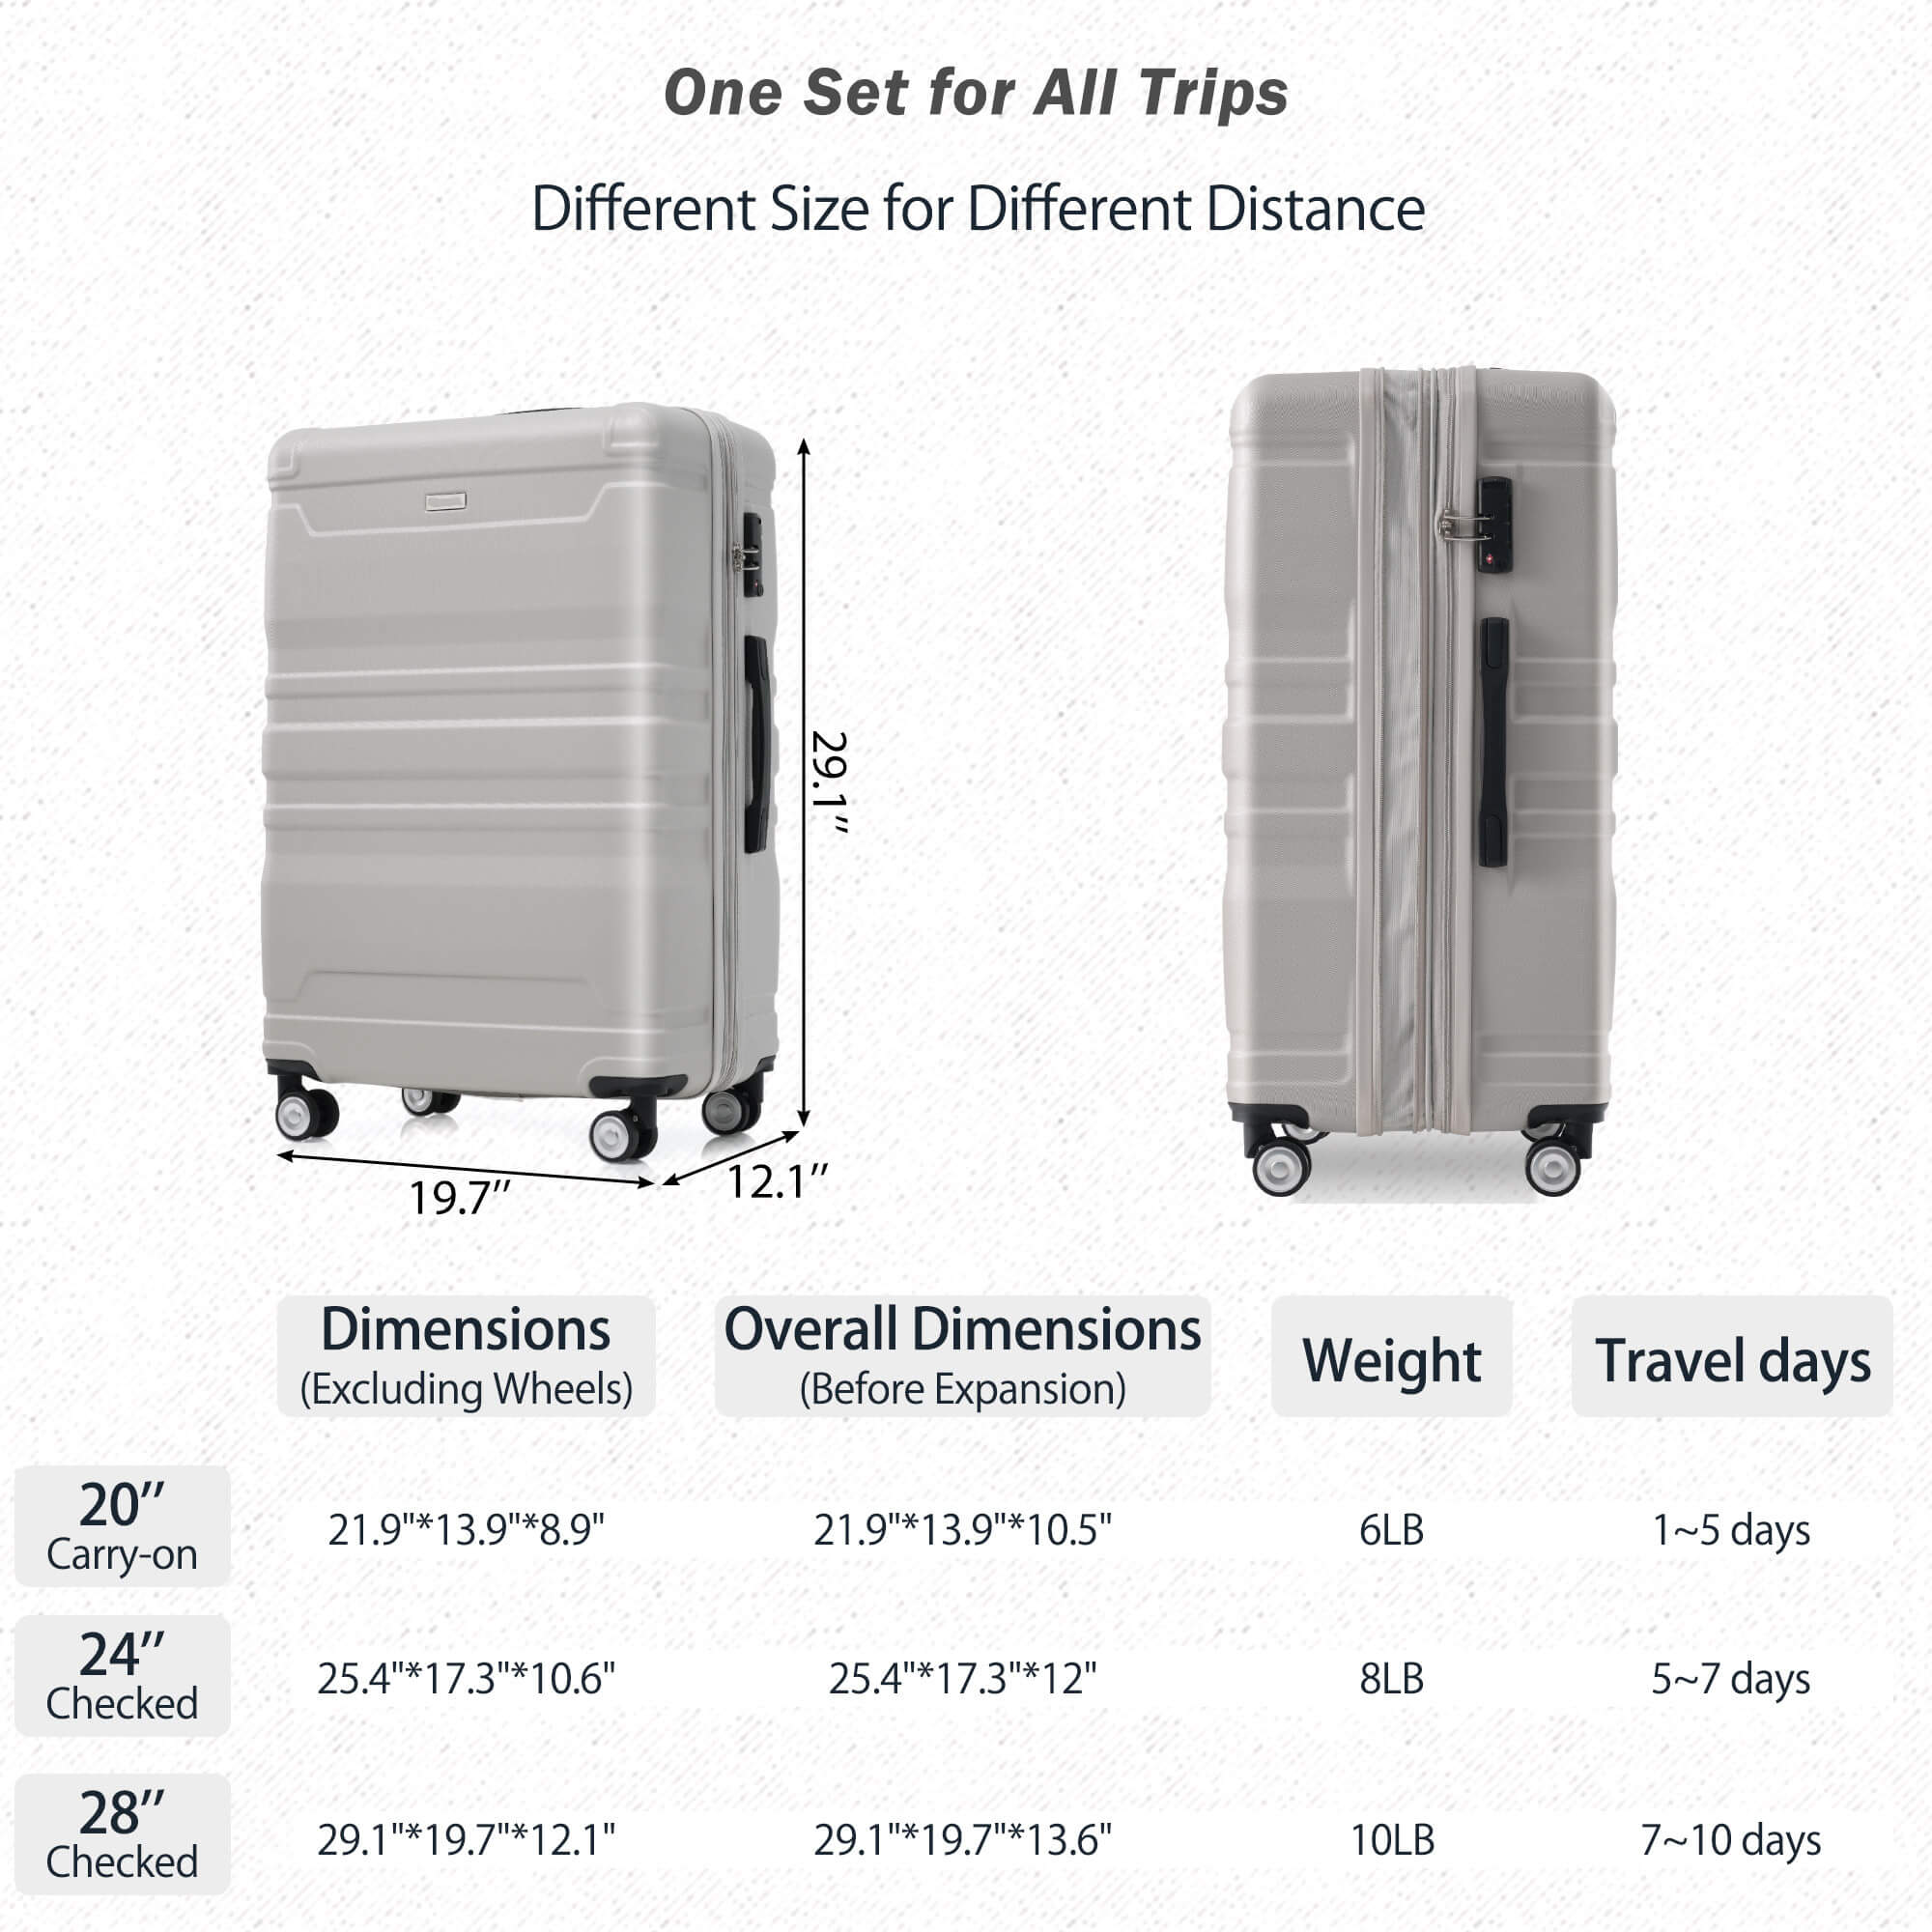 One Set for All Trips
Different Size for Different Distance
29.1’’
19.7’’
12.1’’
Dimensions
(Excluding Wheels)
Overall Dimensions
(Before Expansion)
Weight
Travel days
20’’
Carry-on
21.9"*13.9"*8.9"
21.9"*13.9"*10.5"
6LB
1~5 days
24’’
Checked
25.4"*17.3"*10.6"
25.4"*17.3"*12"
8LB
5~7 days
28’’
Checked
29.1"*19.7"*12.1"
29.1"*19.7"*13.6"
10LB
7~10 days